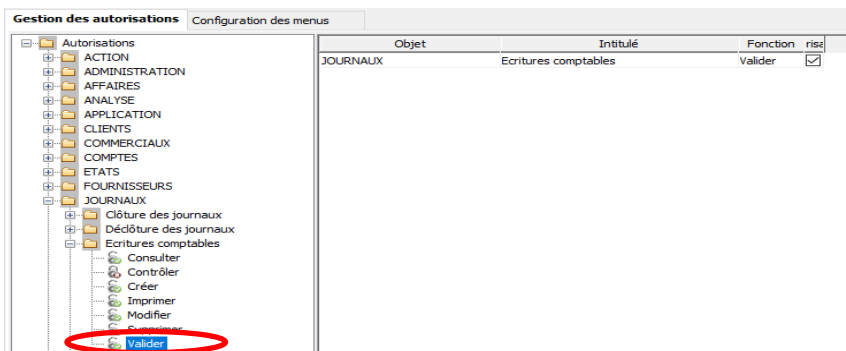 Gestion des autorisations Configuration des menus
Autorisations
ACTION
ADMINISTRATION
AFFAIRES
ANALYSE
APPLICATION
CLIENTS
COMMERCIAUX
COMPTES
ETATS
FOURNISSEURS
JOURNAUX
Clôture des journaux
Déclôture des journaux
Ecritures comptables
Consulter
Contrôler
Créer
Imprimer
Modifier
Supprimer
Valider
Objet Intitulé Fonction risa
JOURNAUX Ecritures comptables Valider